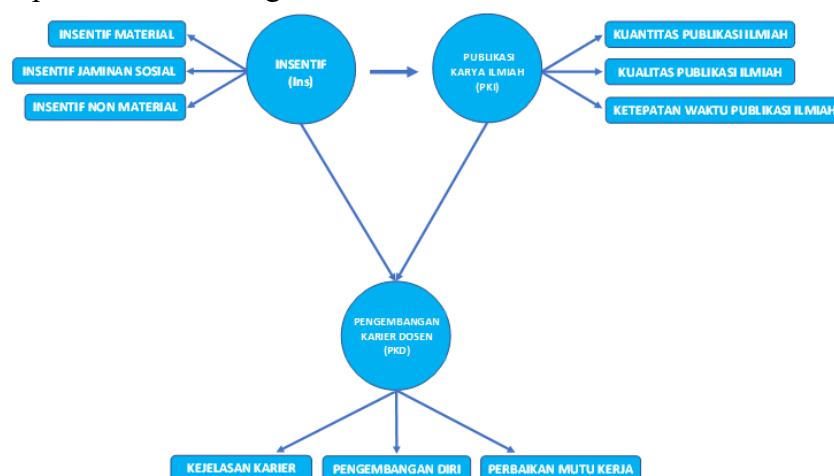 INSENTIF MATERIAL
INSENTIF JAMINAN SOSIAL
INSENTIF NON MATERIAL
INSENTIF
(Ins)
PUBLIKASI
KARYA ILMIAH
(PKI)
KUANTITAS PUBLIKASI ILMIAH
KUALITAS PUBLIKASI ILMIAH
KETEPATAN WAKTU PUBLIKASI ILMIAH
PENGEMBANGAN
KARIER DOSEN
(PKD)
KEJELASAN KARIER
PENGEMBANGAN DIRI
PERBAIKAN MUTU KERJA